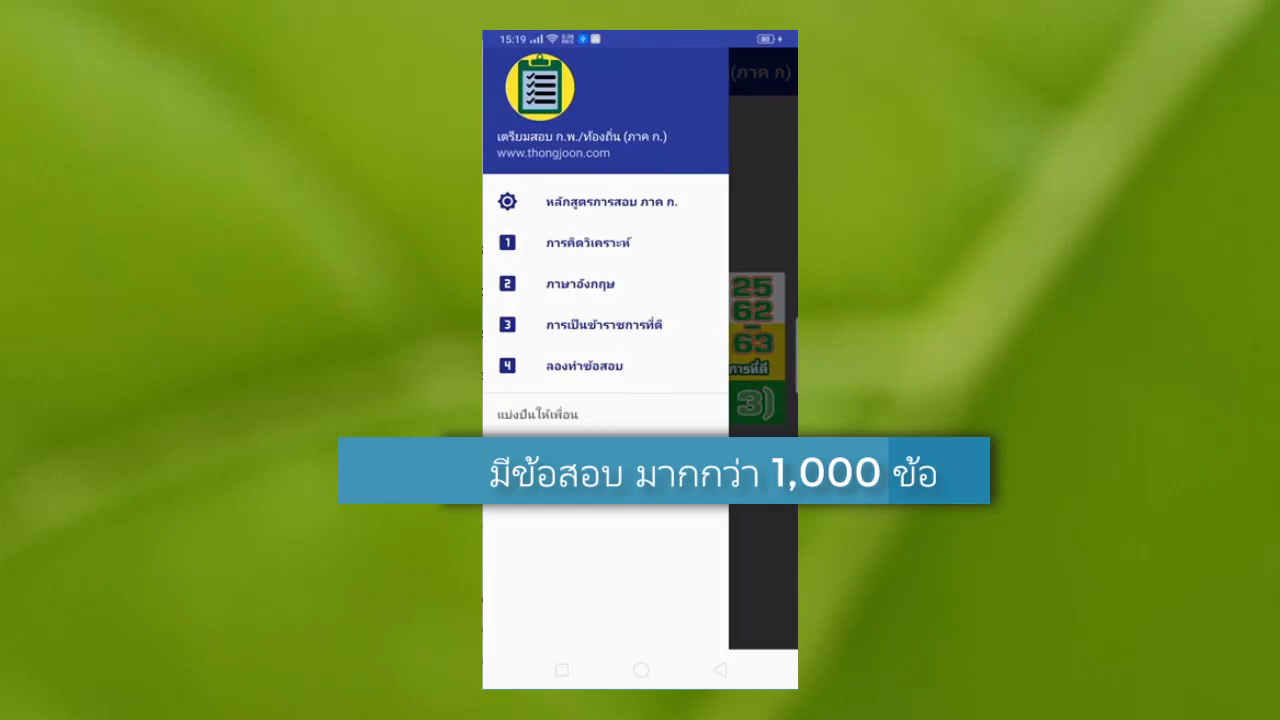 15:19
80
(ภาค ก)
เตรียมสอบ ก.พ./ท้องถิ่น (ภาค ก.)
www.thongjoon.com
หลักสูตรการสอบ ภาค ก.
1 การคิดวิเคราะห์
2 ภาษาอังกฤษ
3 การเป็นข้าราชการที่ดี
4 ลองทำข้อสอบ
25
62
-
63
การที่ดี
3)
แบ่งปันให้เพื่อน
มีข้อสอบ มากกว่า 1,000 ข้อ